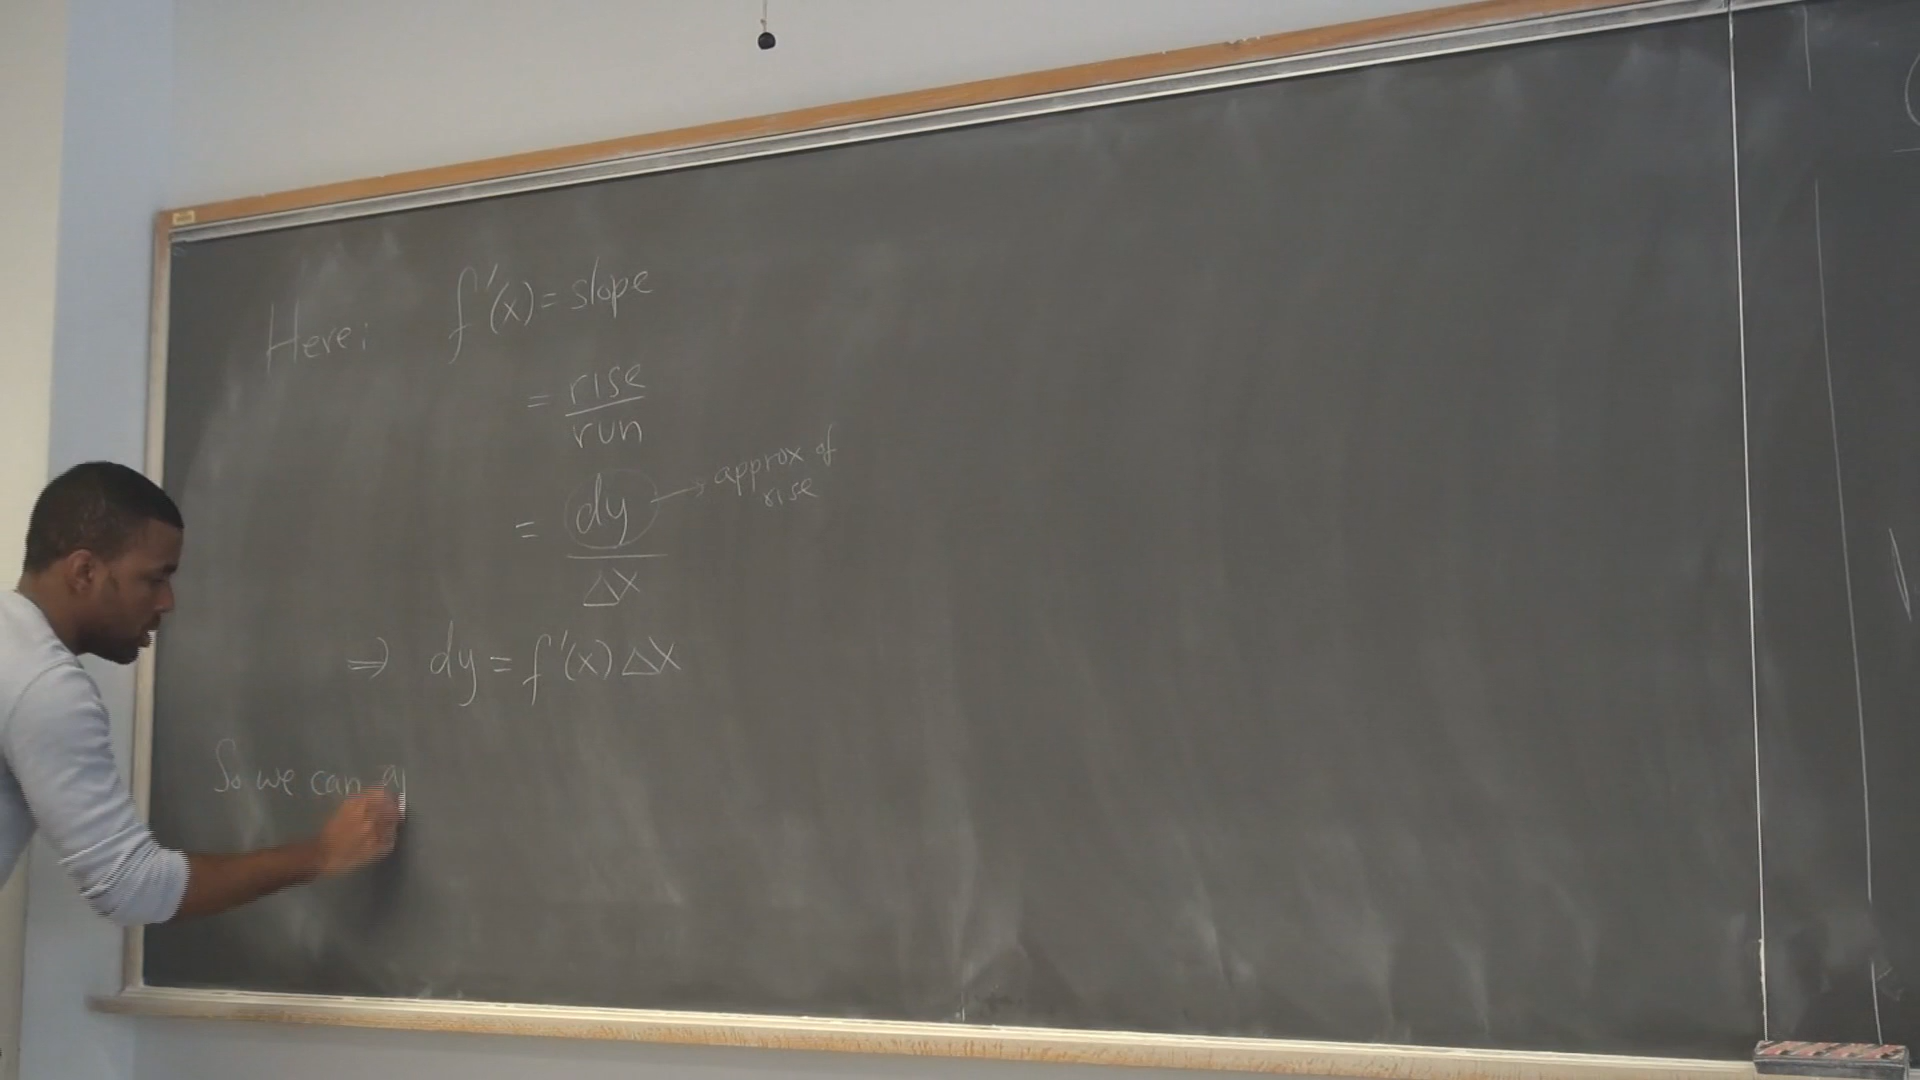 Here: f'(x) = slope
= rise
run
= dy → approx of
rise
Δx
⇒ dy = f'(x) Δx
So we can